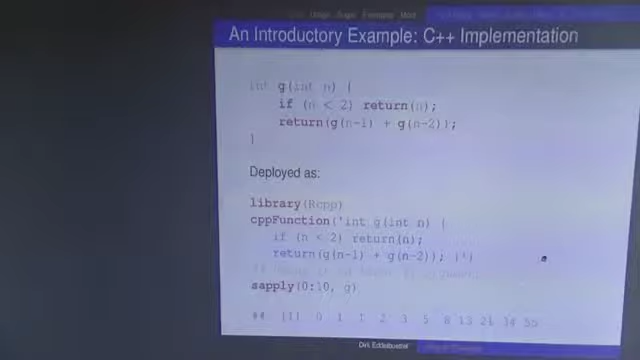 An Introductory Example: C++ Implementation
int g(int n) {
if (n < 2) return(n);
return(g(n-1) + g(n-2));
}
Deployed as:
library(Rcpp)
cppFunction('int g(int n) {
if (n < 2) return(n);
return(g(n-1) + g(n-2)); }')
sapply(0:10, g)
## [1] 0 1 1 2 3 5 8 13 21 34 55
Dirk Eddelbuettel